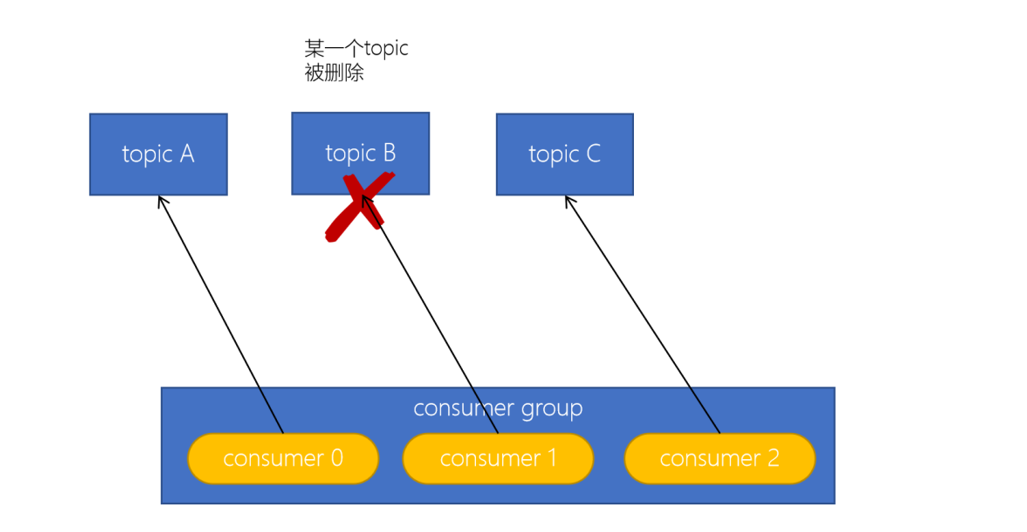 某一个topic
被删除
topic A
topic B
topic C
consumer group
consumer 0
consumer 1
consumer 2